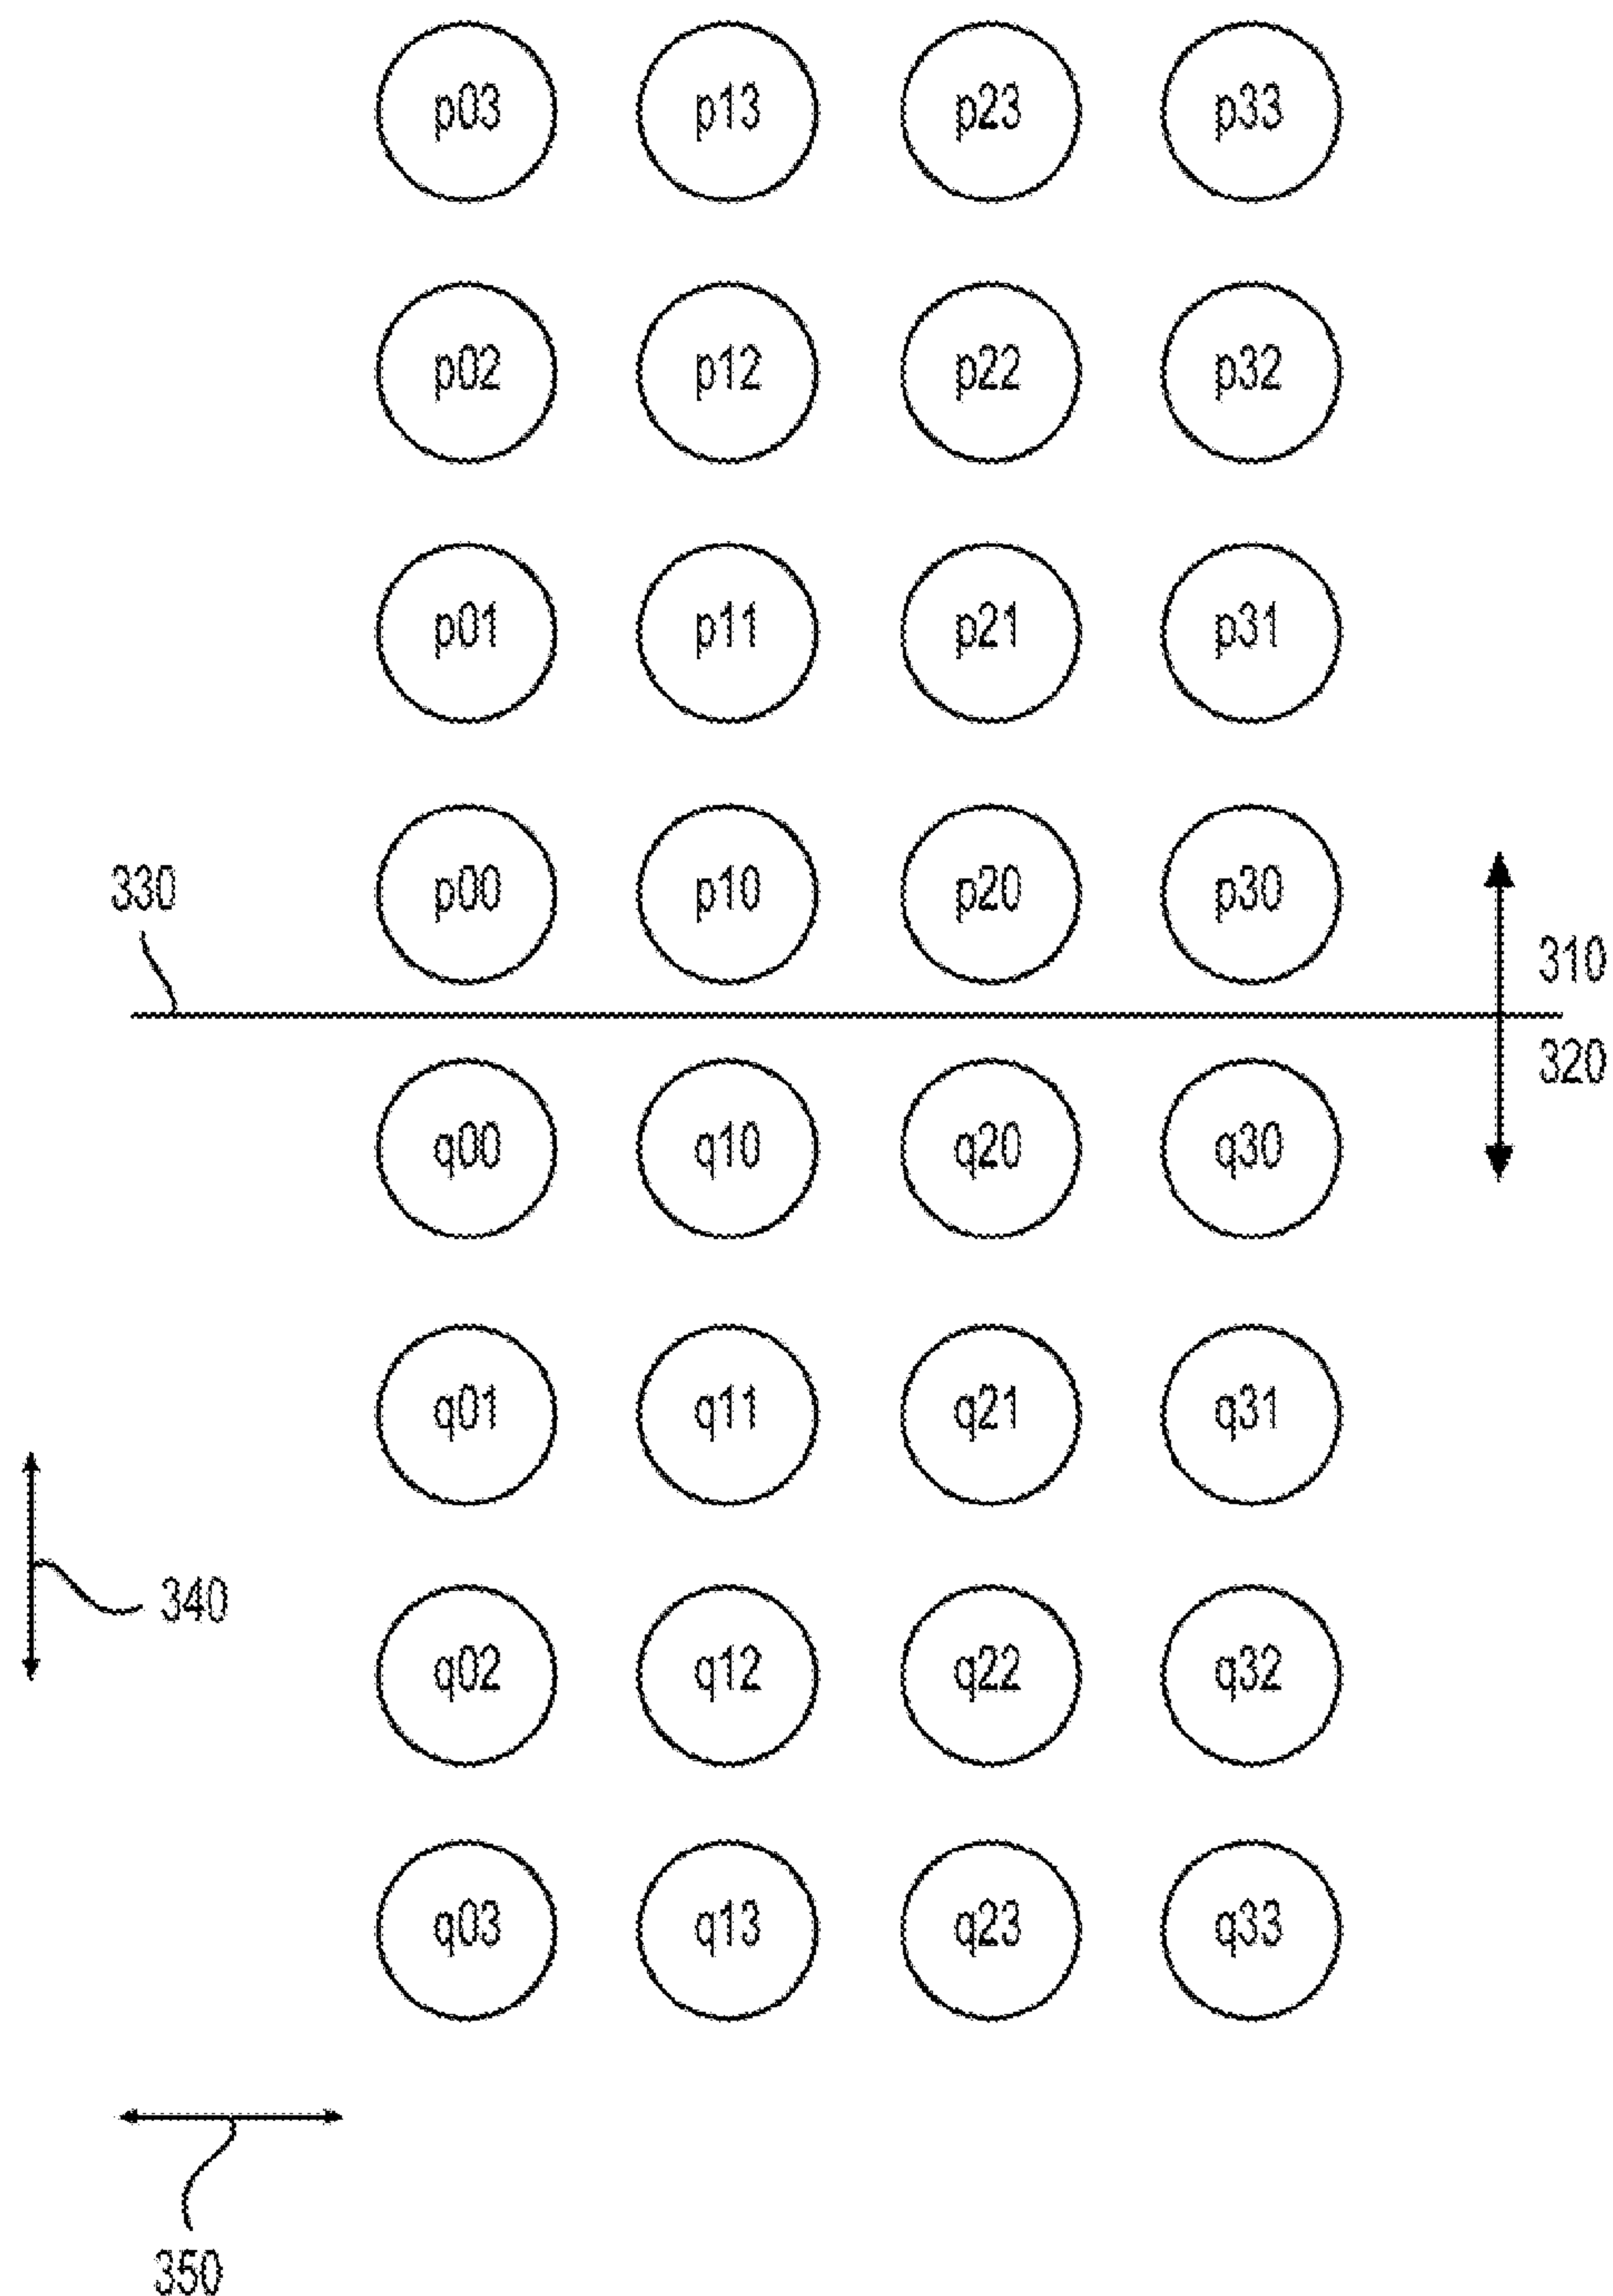 p03 p13 p23 p33
p02 p12 p22 p32
p01 p11 p21 p31
p00 p10 p20 p30
330
310
320
q00 q10 q20 q30
q01 q11 q21 q31
340
q02 q12 q22 q32
q03 q13 q23 q33
350